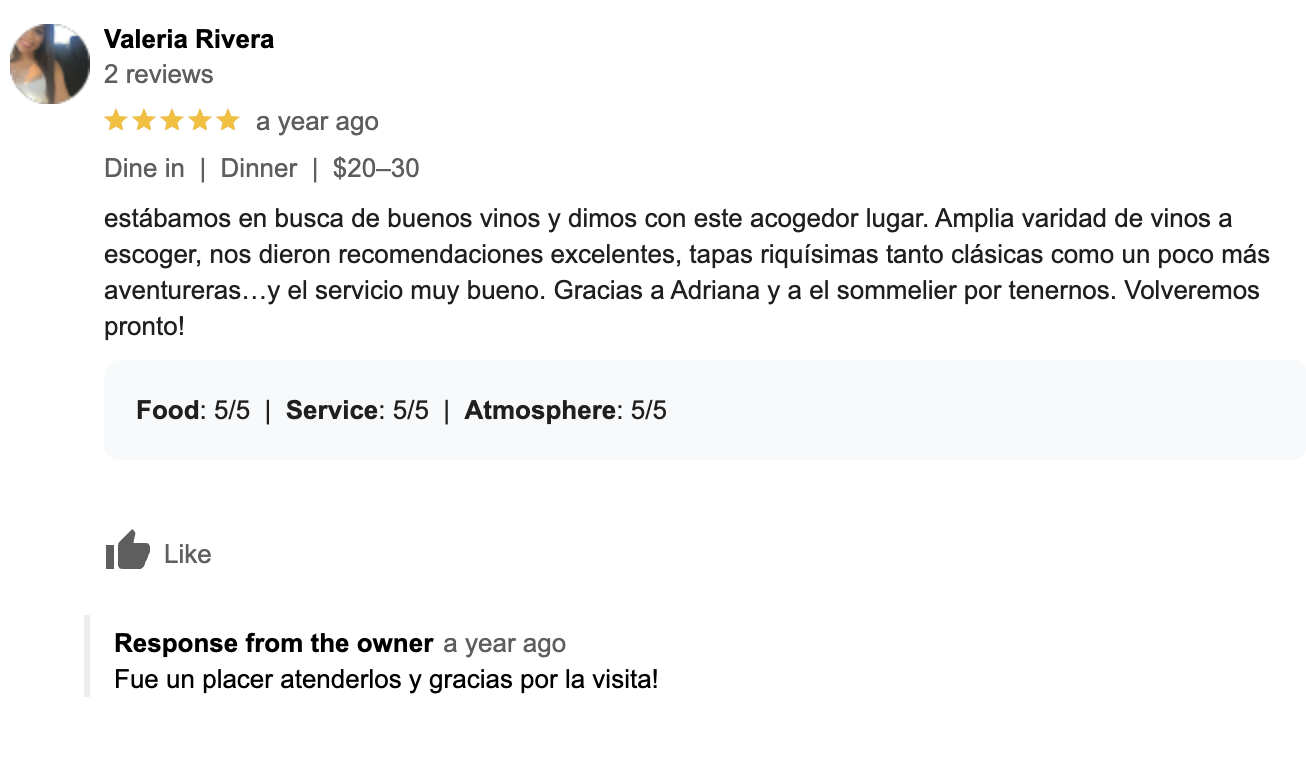 Valeria Rivera
2 reviews
a year ago
Dine in | Dinner | $20–30
estábamos en busca de buenos vinos y dimos con este acogedor lugar. Amplia varidad de vinos a
escoger, nos dieron recomendaciones excelentes, tapas riquísimas tanto clásicas como un poco más
aventureras…y el servicio muy bueno. Gracias a Adriana y a el sommelier por tenernos. Volveremos
pronto!
Food: 5/5 | Service: 5/5 | Atmosphere: 5/5
Like
Response from the owner a year ago
Fue un placer atenderlos y gracias por la visita!